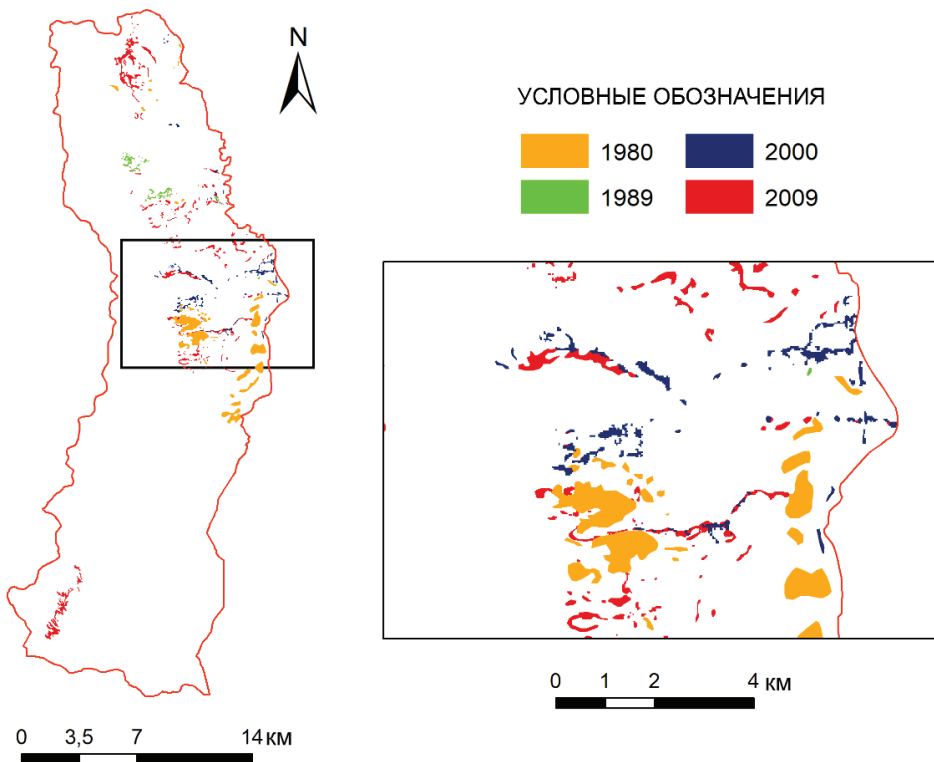 N
УСЛОВНЫЕ ОБОЗНАЧЕНИЯ
1980 2000
1989 2009
0 1 2 4 км
0 3,5 7 14 км